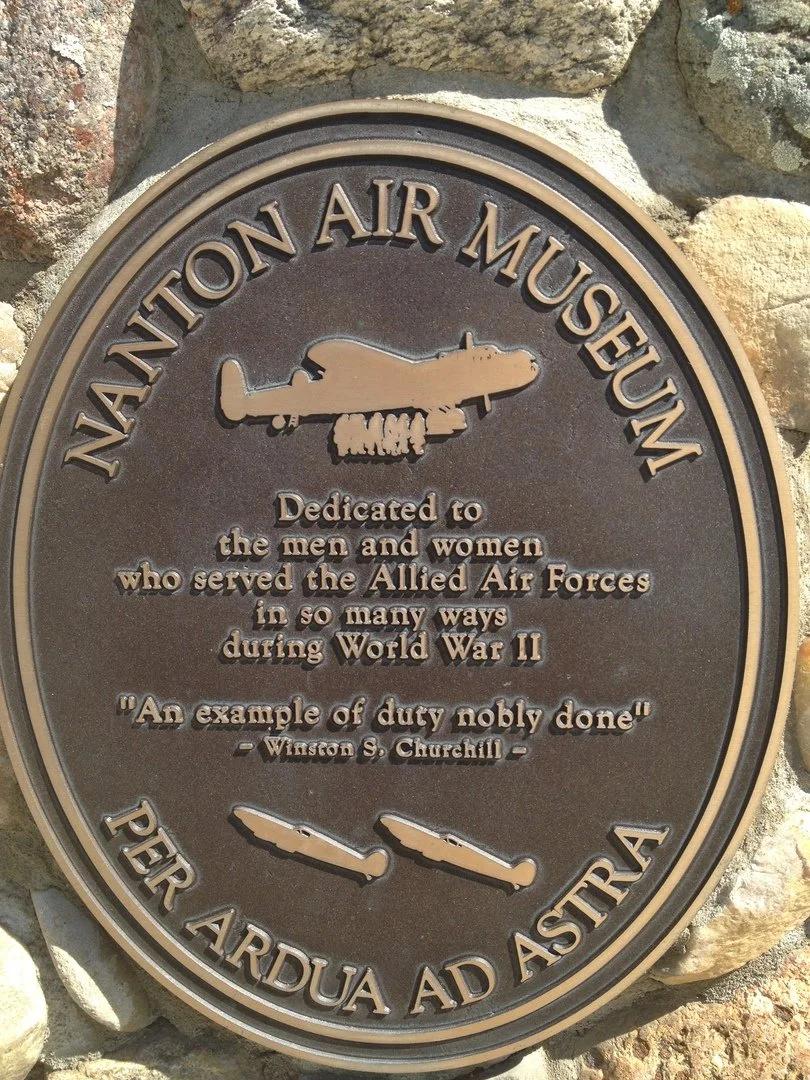 NANTON AIR MUSEUM
Dedicated to
the men and women
who served the Allied Air Forces
in so many ways
during World War II
"An example of duty nobly done"
- Winston S. Churchill -
PER ARDUA AD ASTRA